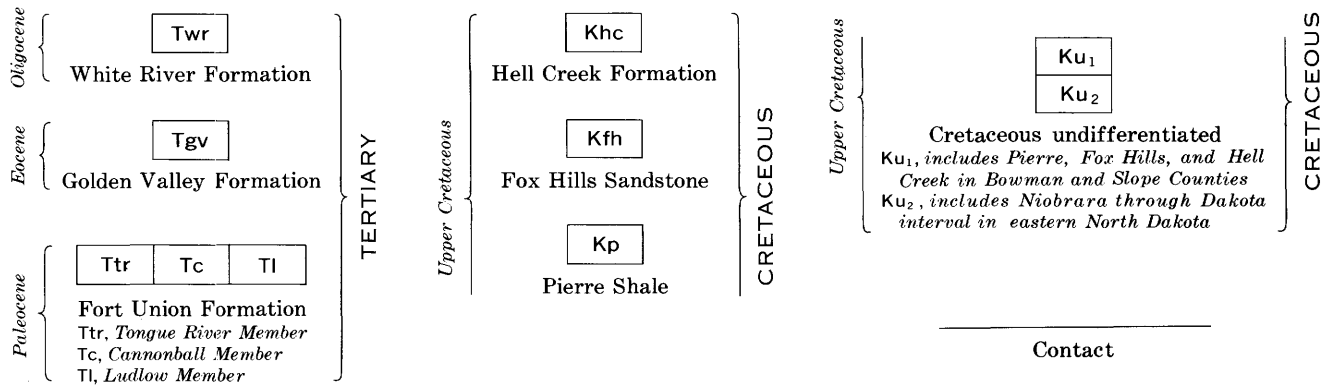 Oligocene
Twr
White River Formation
Eocene
Tgv
Golden Valley Formation
Paleocene
Ttr Tc Tl
Fort Union Formation
Ttr, Tongue River Member
Tc, Cannonball Member
Tl, Ludlow Member
TERTIARY
Upper Cretaceous
Khc
Hell Creek Formation
Kfh
Fox Hills Sandstone
Kp
Pierre Shale
CRETACEOUS
Upper Cretaceous
Ku₁
Ku₂
Cretaceous undifferentiated
Ku₁, includes Pierre, Fox Hills, and Hell
Creek in Bowman and Slope Counties
Ku₂, includes Niobrara through Dakota
interval in eastern North Dakota
CRETACEOUS
Contact